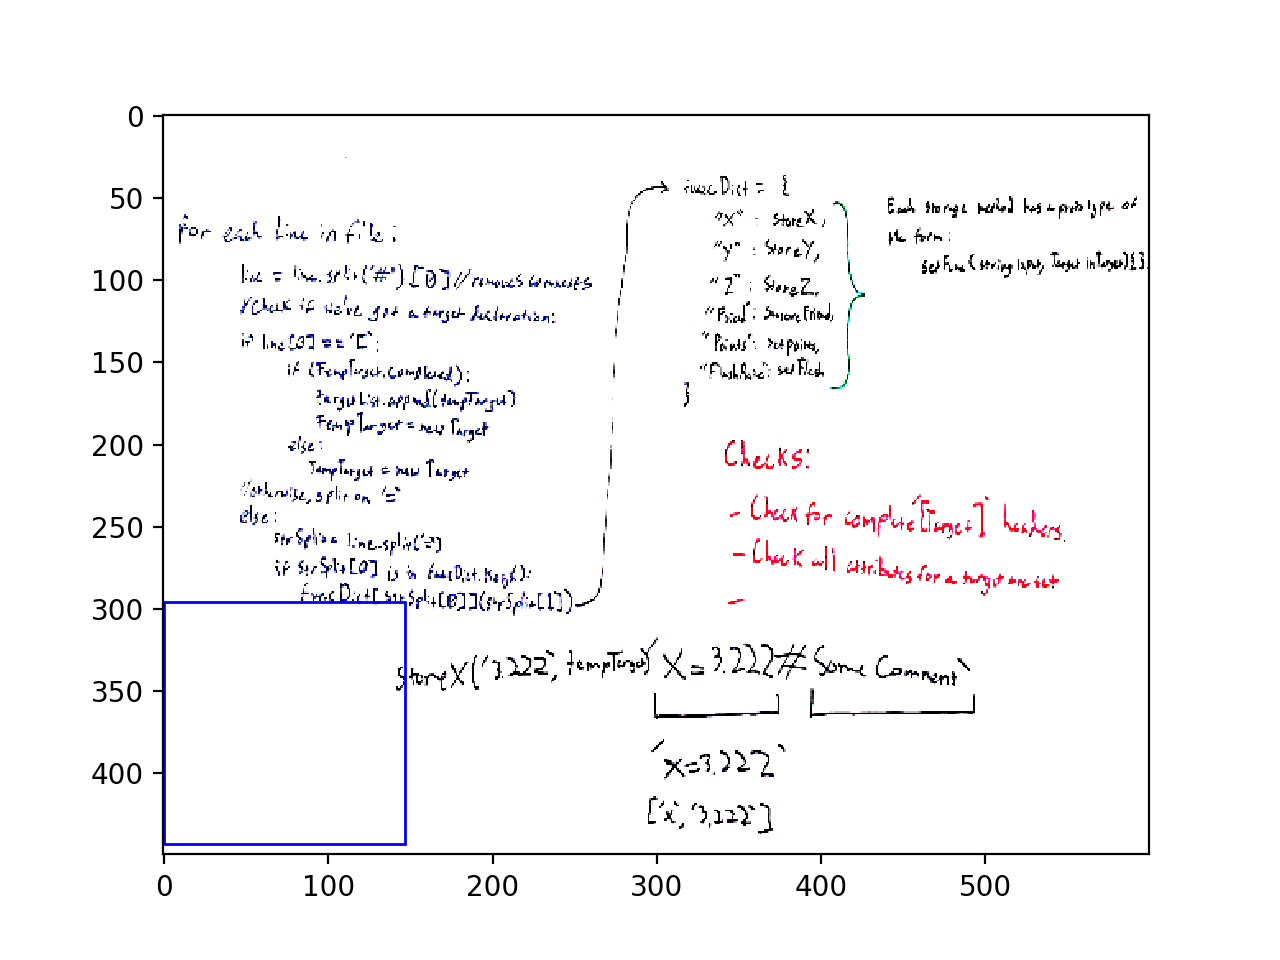 for each line in file:
line = line.split('#')[0] //removes comments
//Check if we've got a target declaration:
if line[0] == '[':
if (TempTarget.Completed):
targetList.append(tempTarget)
TempTarget = new Target
else:
TempTarget = new Target
//otherwise, split on '='
else:
strSplit = line.split('=')
if strSplit[0] is in funcDict.keys():
funcDict[strSplit[0]](strSplit[1])
funcDict = {
"X" : storeX,
"Y" : StoreY,
"Z" : StoreZ,
"Friend": Friend,
"Points": setpoints,
"FlashRate": setFlash
}
Each storage method has a prototype of
the form:
setFunc(string input, Target inTarget){}
Checks:
- Check for complete '[Target]' headers.
- Check all attributes for a target are set
-
storeX('3.222', tempTarget)
'X=3.222#Some Comment'
'X=3.222'
['x','3.222']
0
50
100
150
200
250
300
350
400
0 100 200 300 400 500